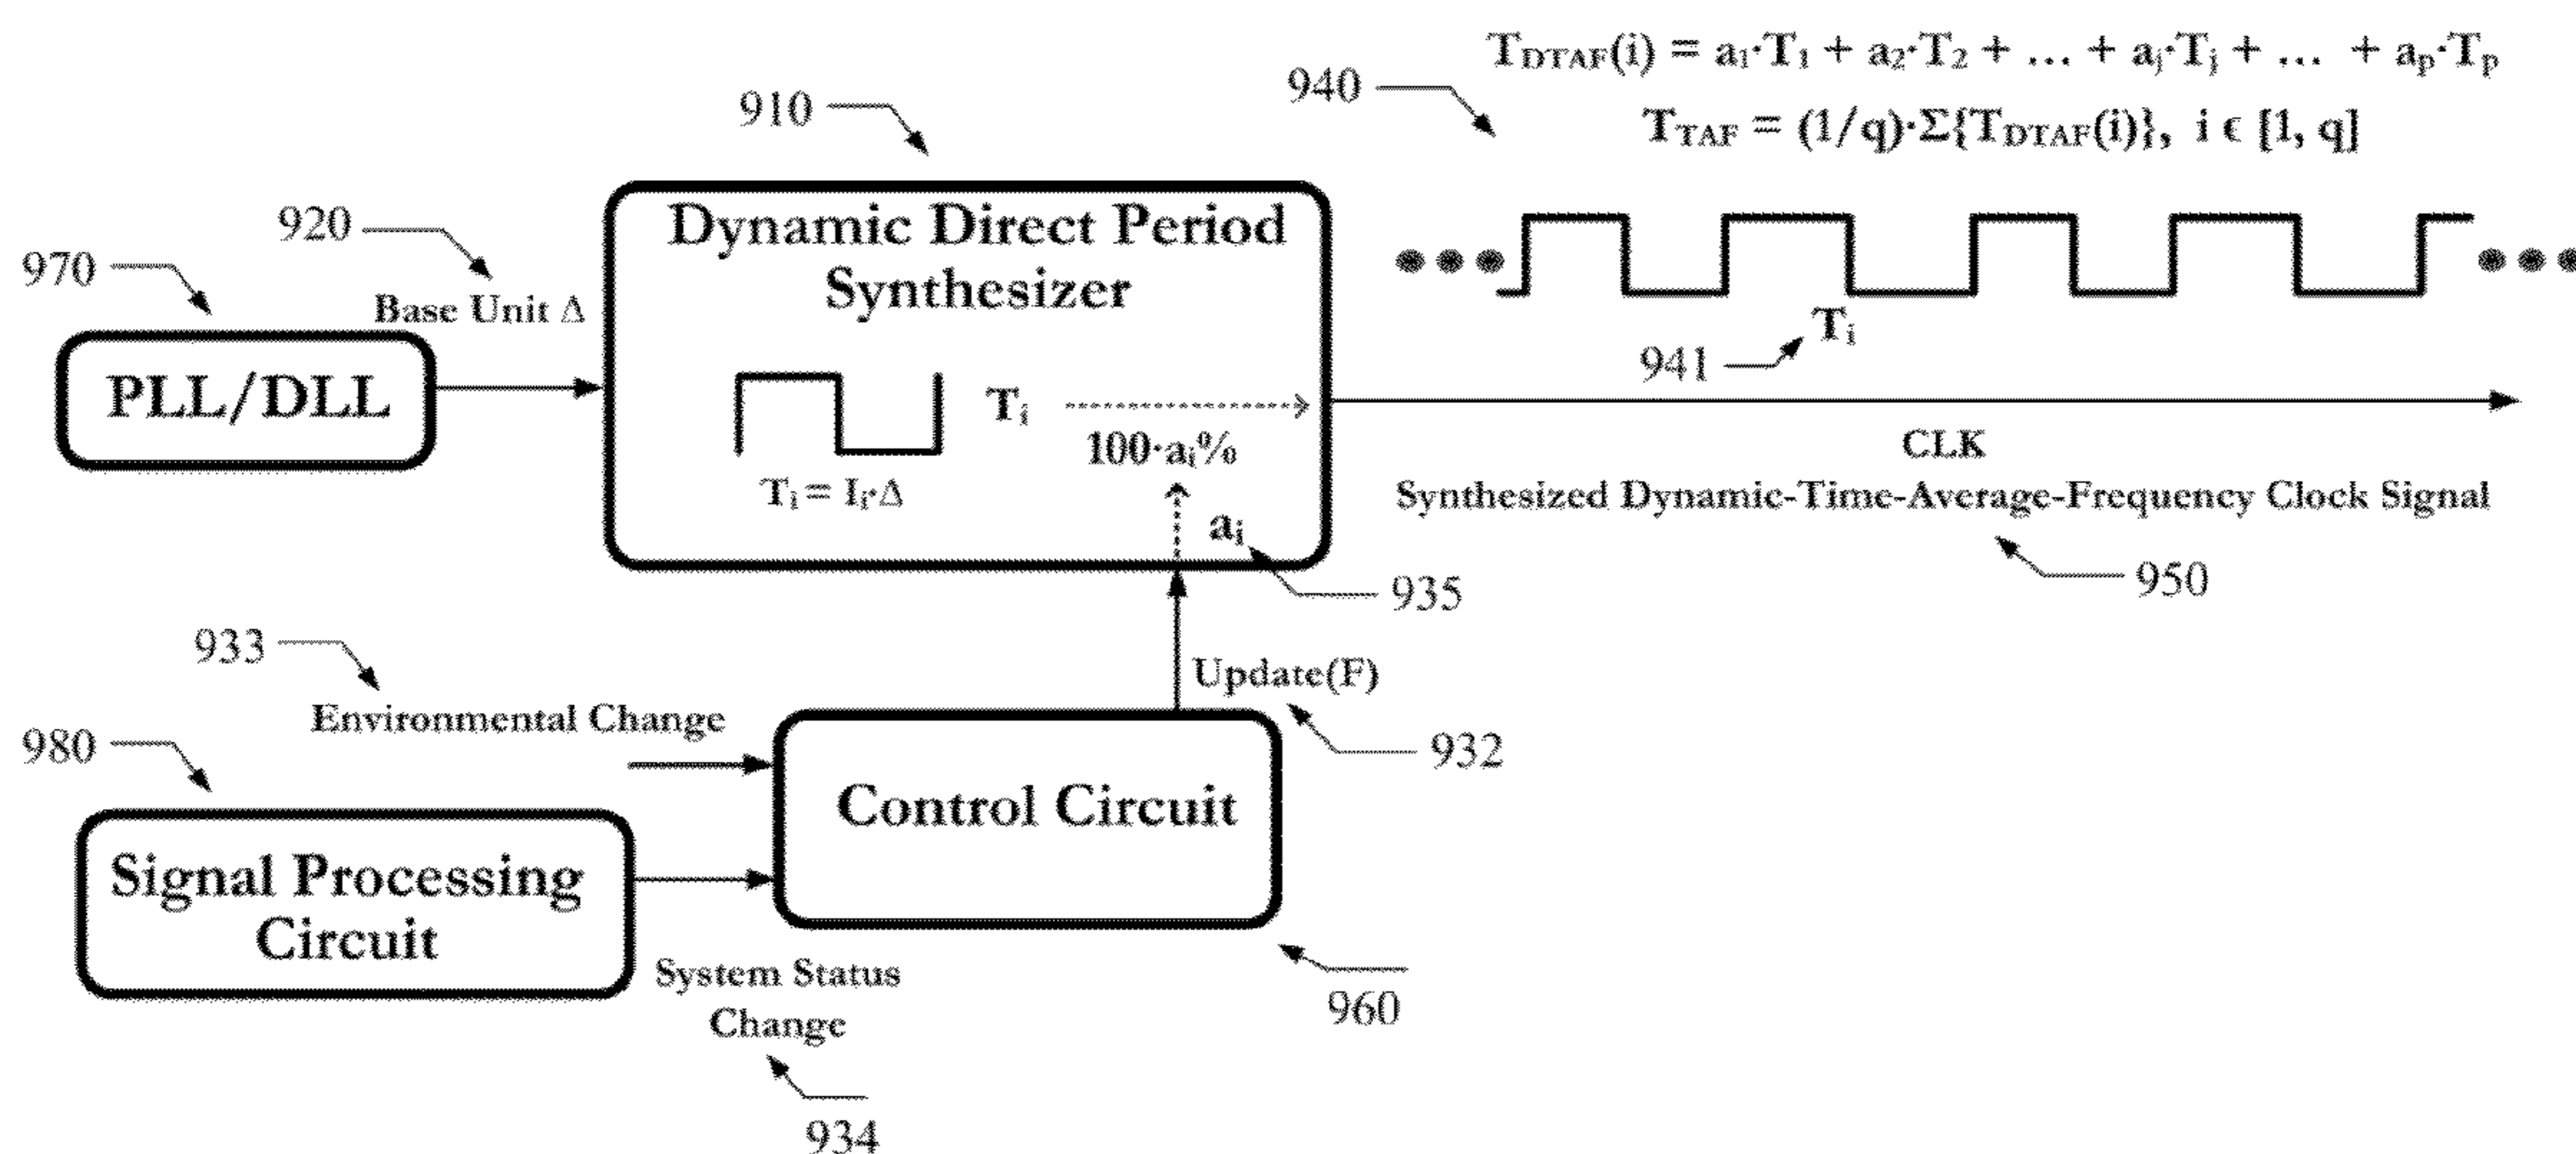 T_DTAF(i) = a₁·T₁ + a₂·T₂ + ... + aⱼ·Tⱼ + ... + aₚ·Tₚ
940
910
T_TAF = (1/q)·Σ{T_DTAF(i)}, i ϵ [1, q]
920
Dynamic Direct Period
Synthesizer
970
Base Unit Δ
PLL/DLL
Tᵢ
941
Tᵢ
100·aᵢ%
Tᵢ = Iᵢ·Δ
aᵢ
CLK
Synthesized Dynamic-Time-Average-Frequency Clock Signal
950
935
933
Update(F)
Environmental Change
932
980
Control Circuit
Signal Processing
Circuit
System Status
Change
960
934